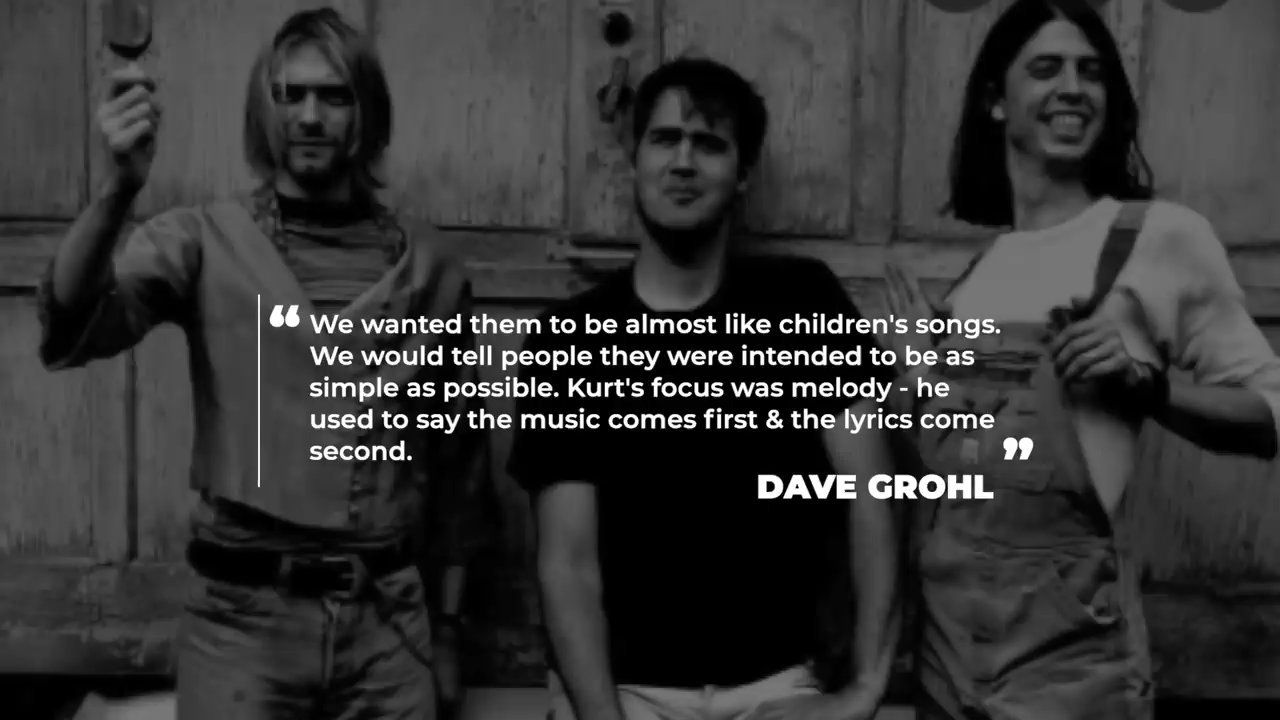 “ We wanted them to be almost like children's songs.
We would tell people they were intended to be as
simple as possible. Kurt's focus was melody - he
used to say the music comes first & the lyrics come
second. ”
DAVE GROHL